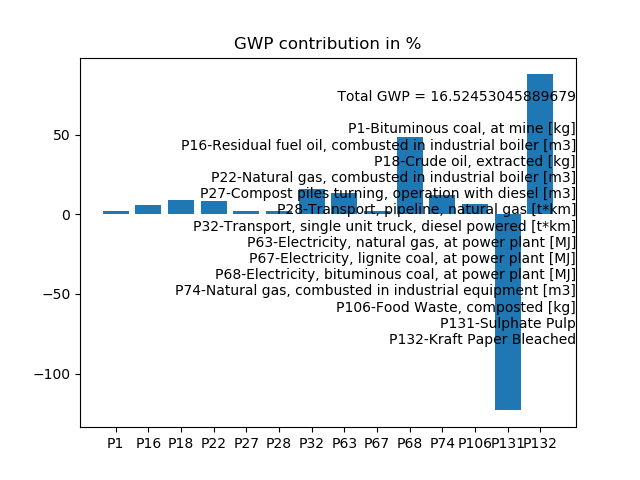 GWP contribution in %
Total GWP = 16.52453045889679
P1-Bituminous coal, at mine [kg]
P16-Residual fuel oil, combusted in industrial boiler [m3]
P18-Crude oil, extracted [kg]
P22-Natural gas, combusted in industrial boiler [m3]
P27-Compost piles turning, operation with diesel [m3]
P28-Transport, pipeline, natural gas [t*km]
P32-Transport, single unit truck, diesel powered [t*km]
P63-Electricity, natural gas, at power plant [MJ]
P67-Electricity, lignite coal, at power plant [MJ]
P68-Electricity, bituminous coal, at power plant [MJ]
P74-Natural gas, combusted in industrial equipment [m3]
P106-Food Waste, composted [kg]
P131-Sulphate Pulp
P132-Kraft Paper Bleached
50
0
−50
−100
P1 P16 P18 P22 P27 P28 P32 P63 P67 P68 P74 P106 P131 P132